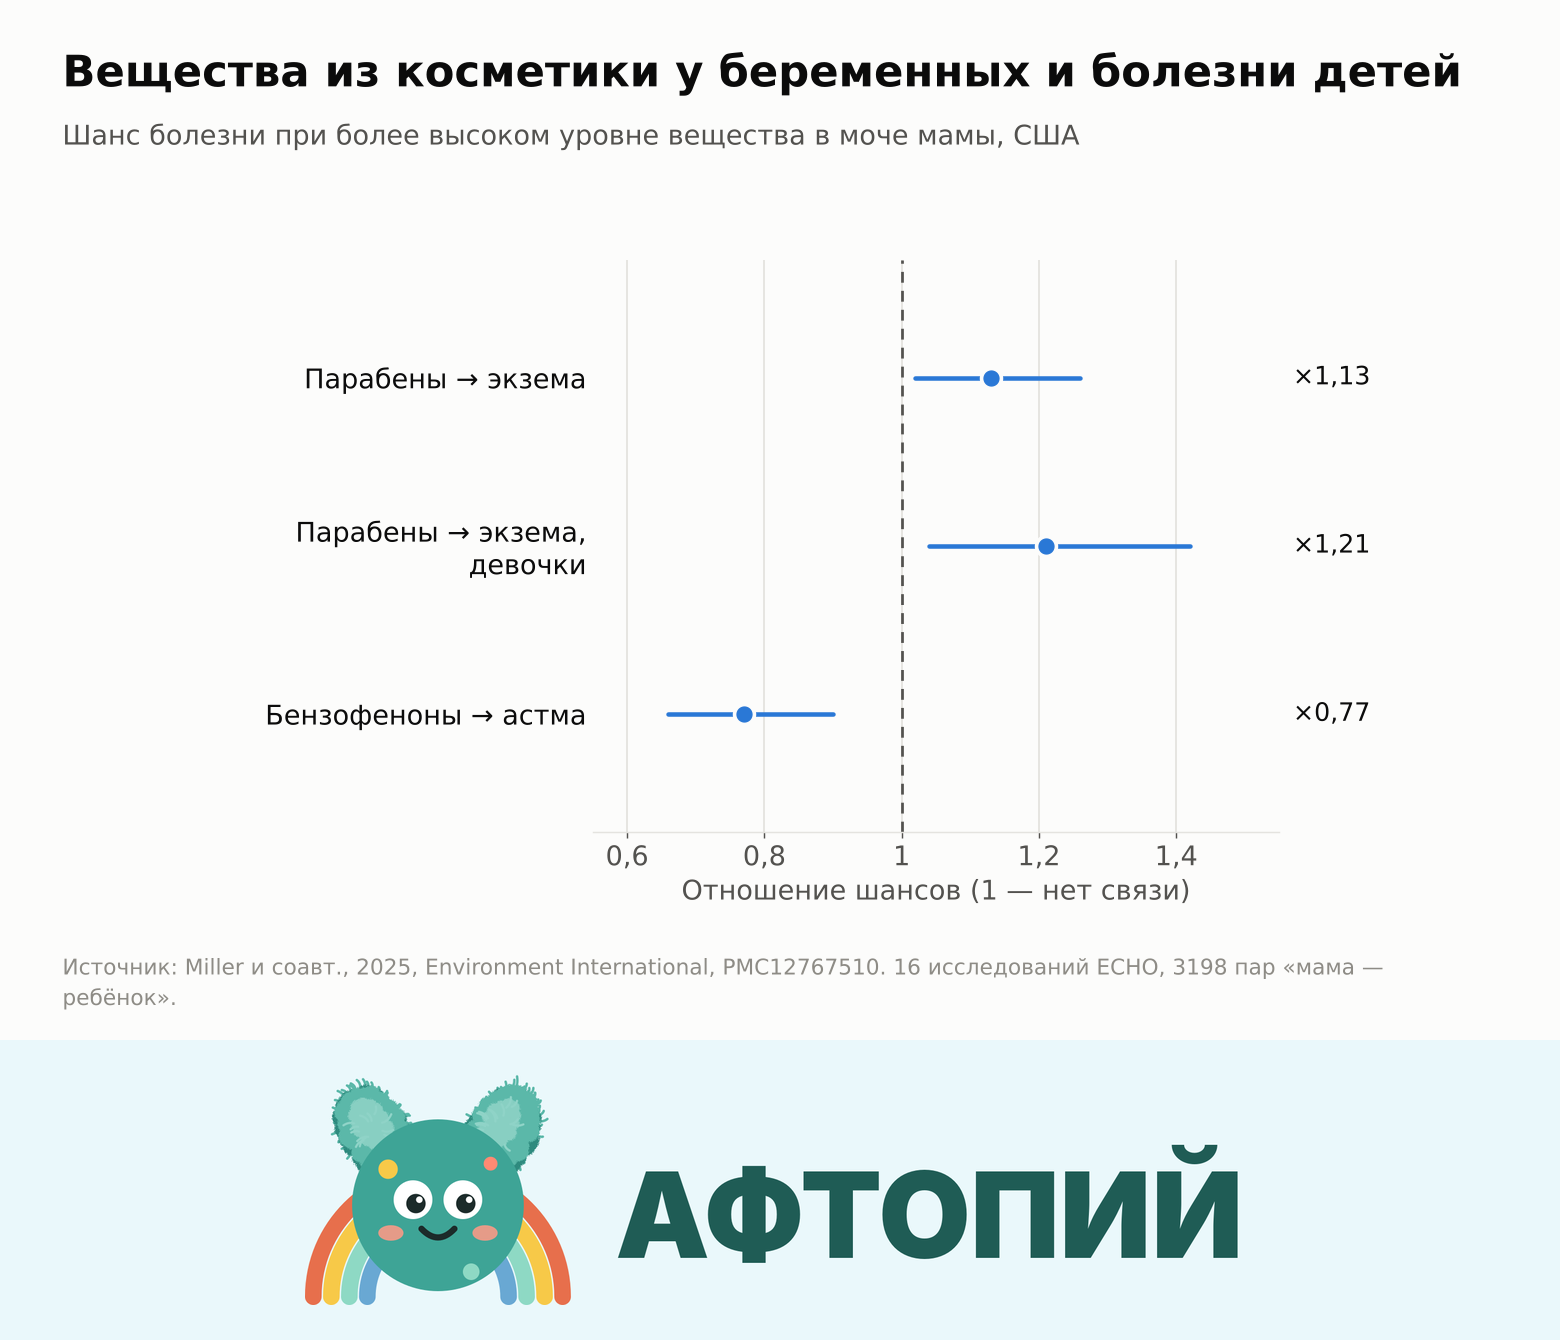 Вещества из косметики у беременных и болезни детей
Шанс болезни при более высоком уровне вещества в моче мамы, США
Парабены → экзема
×1,13
Парабены → экзема,
девочки
×1,21
Бензофеноны → астма
×0,77
0,6 0,8 1 1,2 1,4
Отношение шансов (1 — нет связи)
Источник: Miller и соавт., 2025, Environment International, PMC12767510. 16 исследований ECHO, 3198 пар «мама —
ребёнок».
АФТОПИЙ